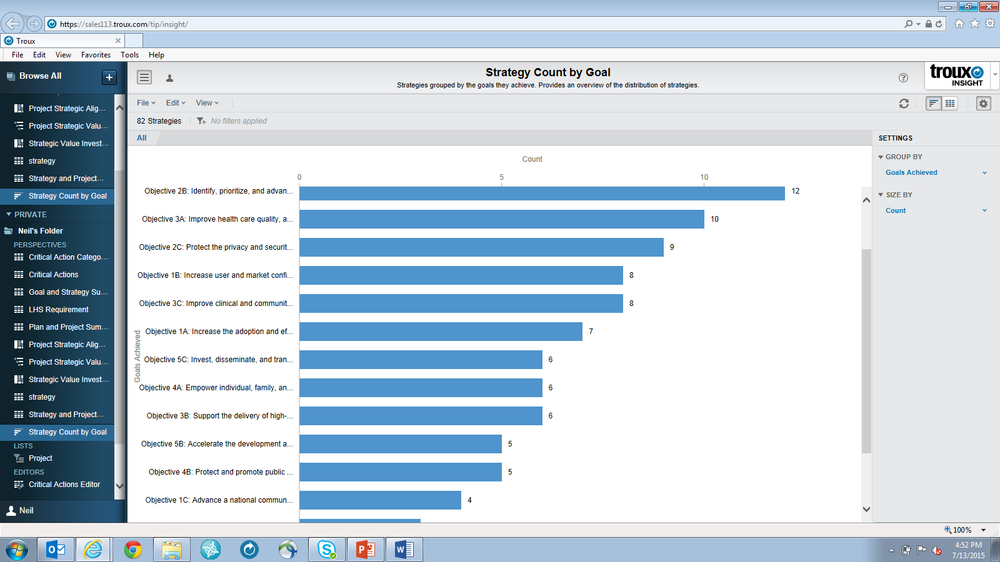 https://sales113.troux.com/tip/insight/
Troux
File Edit View Favorites Tools Help
Browse All
Project Strategic Alig...
Project Strategic Valu...
Strategic Value Invest...
strategy
Strategy and Project...
Strategy Count by Goal
PRIVATE
Neil's Folder
PERSPECTIVES
Critical Action Catego...
Critical Actions
Goal and Strategy Su...
LHS Requirement
Plan and Project Sum...
Project Strategic Alig...
Project Strategic Valu...
Strategic Value Invest...
strategy
Strategy and Project...
Strategy Count by Goal
LISTS
Project
EDITORS
Critical Actions Editor
Neil
Strategy Count by Goal
Strategies grouped by the goals they achieve. Provides an overview of the distribution of strategies.
troux
INSIGHT
File Edit View
82 Strategies No filters applied
All
Count
0 5 10
Goals Achieved
Objective 2B: Identify, prioritize, and advan... 12
Objective 3A: Improve health care quality, a... 10
Objective 2C: Protect the privacy and securit... 9
Objective 1B: Increase user and market confi... 8
Objective 3C: Improve clinical and communit... 8
Objective 1A: Increase the adoption and ef... 7
Objective 5C: Invest, disseminate, and tran... 6
Objective 4A: Empower individual, family, an... 6
Objective 3B: Support the delivery of high-... 6
Objective 5B: Accelerate the development a... 5
Objective 4B: Protect and promote public ... 5
Objective 1C: Advance a national commun... 4
SETTINGS
GROUP BY
Goals Achieved
SIZE BY
Count
100%
4:52 PM
7/13/2015